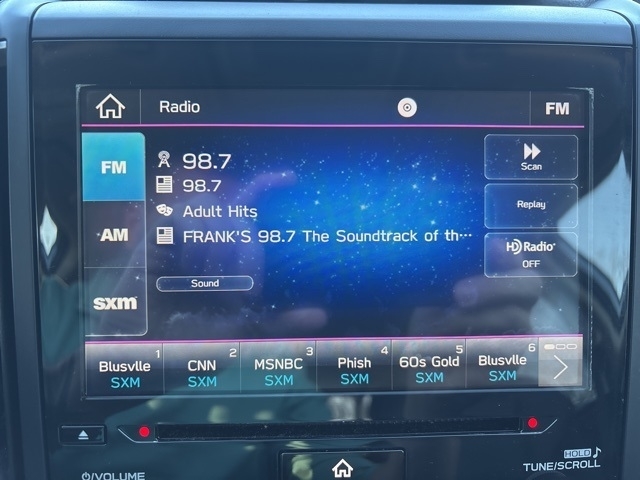 Radio
FM
FM
AM
sxm
98.7
98.7
Adult Hits
FRANK'S 98.7 The Soundtrack of th···
Sound
Scan
Replay
HD Radio
OFF
1 2 3 4 5 6
Blusvlle CNN MSNBC Phish 60s Gold Blusvlle
SXM SXM SXM SXM SXM SXM
HOLD
VOLUME
TUNE/SCROLL